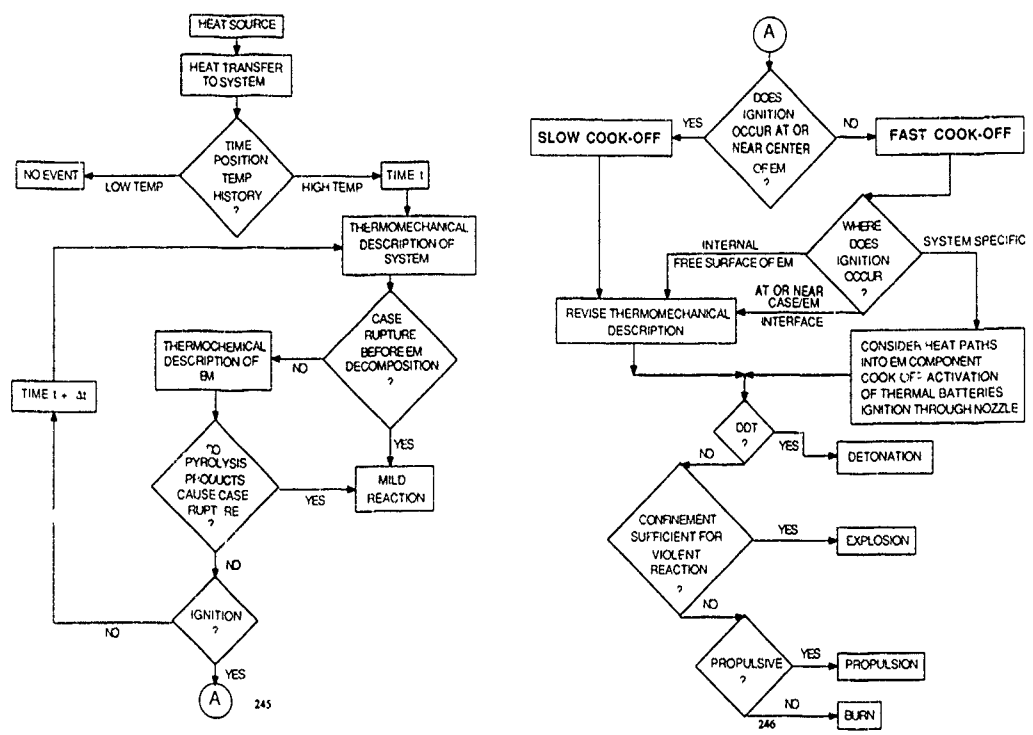 HEAT SOURCE
HEAT TRANSFER
TO SYSTEM
TIME
POSITION
TEMP
HISTORY
?
NO EVENT
LOW TEMP
HIGH TEMP
TIME t
THERMOMECHANICAL
DESCRIPTION OF
SYSTEM
CASE
RUPTURE
BEFORE EM
DECOMPOSITION
?
NO
YES
THERMOCHEMICAL
DESCRIPTION OF
EM
TIME t + Δt
PYROLYSIS
PRODUCTS
CAUSE CASE
?
YES
MILD
REACTION
NO
IGNITION
?
NO
YES
A
245
A
DOES
IGNITION
OCCUR AT OR
NEAR CENTER
OF EM
?
YES
NO
SLOW COOK-OFF
FAST COOK-OFF
WHERE
DOES
IGNITION
OCCUR
?
INTERNAL
FREE SURFACE OF EM
SYSTEM SPECIFIC
AT OR NEAR
CASE/EM
INTERFACE
REVISE THERMOMECHANICAL
DESCRIPTION
CONSIDER HEAT PATHS
INTO EM COMPONENT
COOK OFF ACTIVATION
OF THERMAL BATTERIES
IGNITION THROUGH NOZZLE
DDT
?
NO
YES
DETONATION
CONFINEMENT
SUFFICIENT FOR
VIOLENT
REACTION
?
YES
EXPLOSION
NO
PROPULSIVE
?
YES
PROPULSION
NO
BURN
246